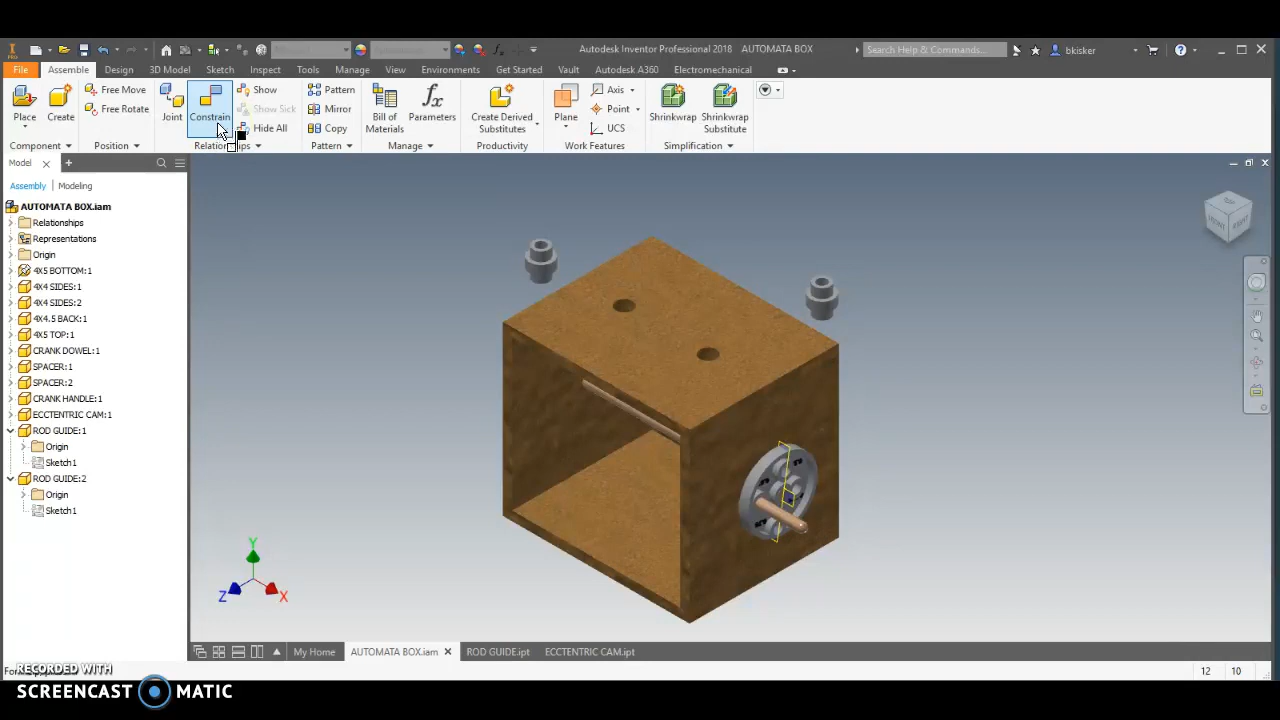 Autodesk Inventor Professional 2018 AUTOMATA BOX
Search Help & Commands...
bkisker
File Assemble Design 3D Model Sketch Inspect Tools Manage View Environments Get Started Vault Autodesk A360 Electromechanical
Place
Create
Free Move
Free Rotate
Joint
Constrain
Show
Show Sick
Hide All
Pattern
Mirror
Copy
Bill of
Materials
Parameters
Create Derived
Substitutes
Plane
Axis
Point
UCS
Shrinkwrap
Shrinkwrap
Substitute
Component Position Pattern Manage Productivity Work Features Simplification
Model
Assembly Modeling
AUTOMATA BOX.iam
Relationships
Representations
Origin
4X5 BOTTOM:1
4X4 SIDES:1
4X4 SIDES:2
4X4.5 BACK:1
4X5 TOP:1
CRANK DOWEL:1
SPACER:1
SPACER:2
CRANK HANDLE:1
ECCTENTRIC CAM:1
ROD GUIDE:1
Origin
Sketch1
ROD GUIDE:2
Origin
Sketch1
Y
Z
X
My Home AUTOMATA BOX.iam ROD GUIDE.ipt ECCTENTRIC CAM.ipt
12 10
RECORDED WITH
SCREENCAST MATIC